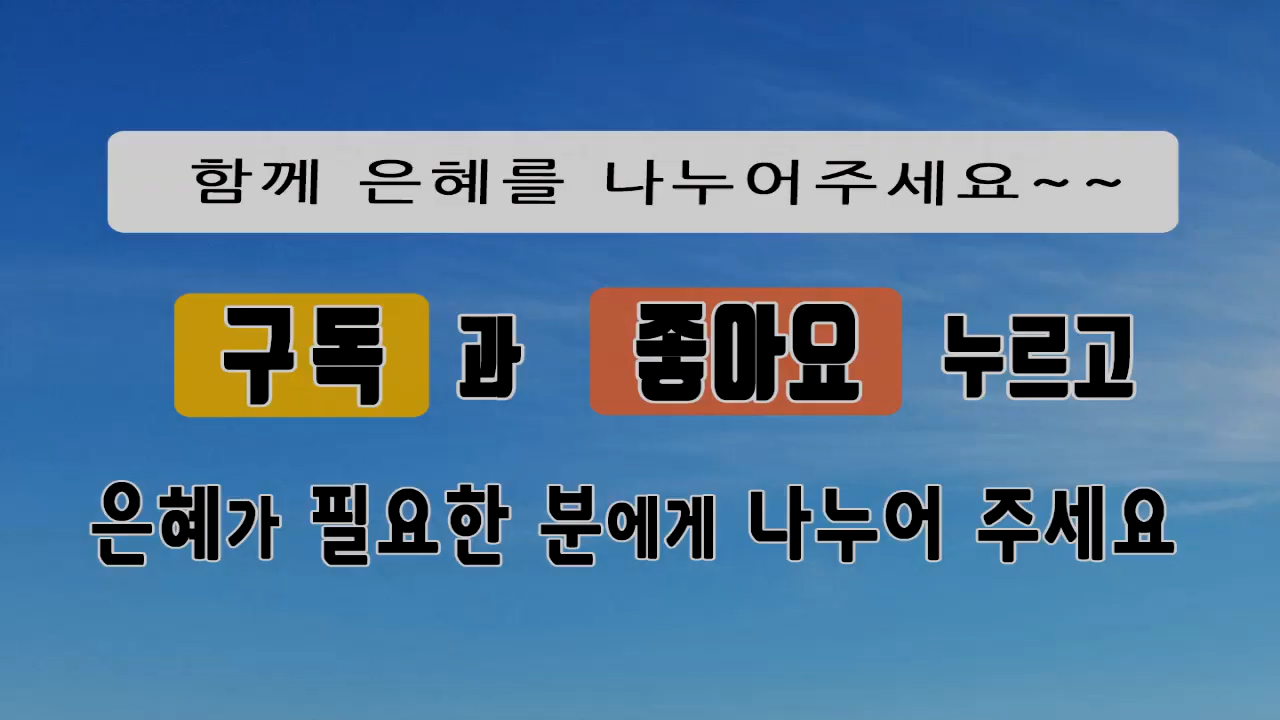 함께 은혜를 나누어주세요~~
구독 과 좋아요 누르고
은혜가 필요한 분에게 나누어 주세요